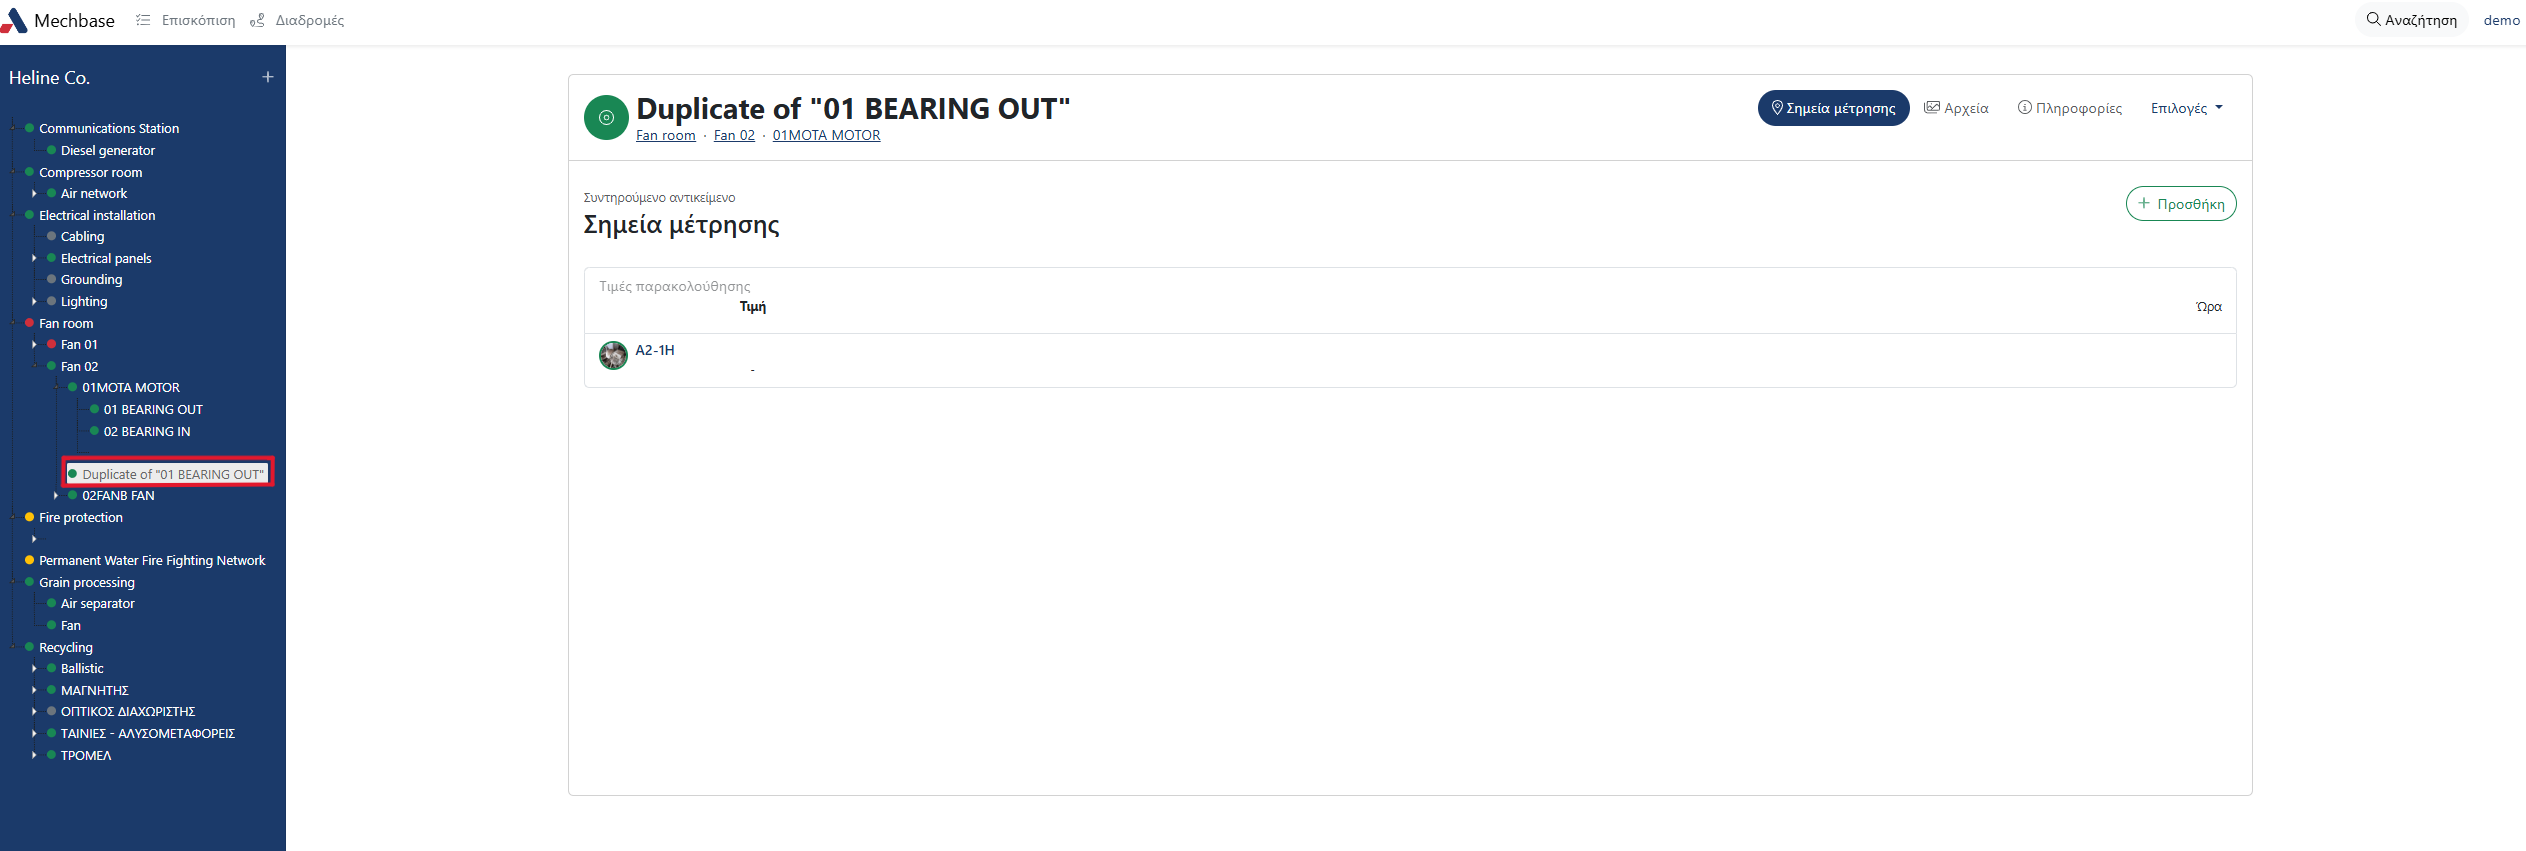 Mechbase Επισκόπιση Διαδρομές Αναζήτηση demo
Heline Co.
Communications Station
Diesel generator
Compressor room
Air network
Electrical installation
Cabling
Electrical panels
Grounding
Lighting
Fan room
Fan 01
Fan 02
01MOTA MOTOR
01 BEARING OUT
02 BEARING IN
Duplicate of "01 BEARING OUT"
02FANB FAN
Fire protection
Permanent Water Fire Fighting Network
Grain processing
Air separator
Fan
Recycling
Ballistic
ΜΑΓΝΗΤΗΣ
ΟΠΤΙΚΟΣ ΔΙΑΧΩΡΙΣΤΗΣ
ΤΑΙΝΙΕΣ - ΑΛΥΣΟΜΕΤΑΦΟΡΕΙΣ
ΤΡΟΜΕΛ
Duplicate of "01 BEARING OUT"
Fan room · Fan 02 · 01MOTA MOTOR
Σημεία μέτρησης Αρχεία Πληροφορίες Επιλογές
Συντηρούμενο αντικείμενο
Σημεία μέτρησης
+ Προσθήκη
Τιμές παρακολούθησης
Τιμή Ώρα
A2-1H
-